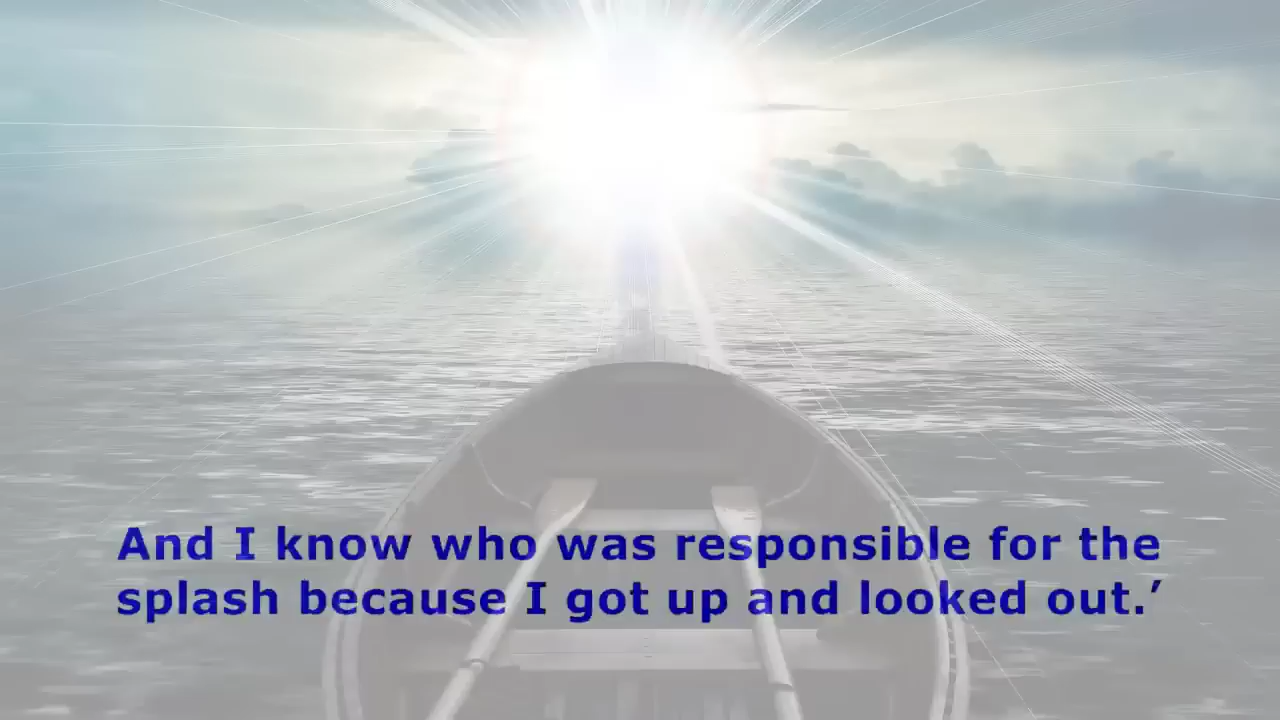 And I know who was responsible for the
splash because I got up and looked out.’